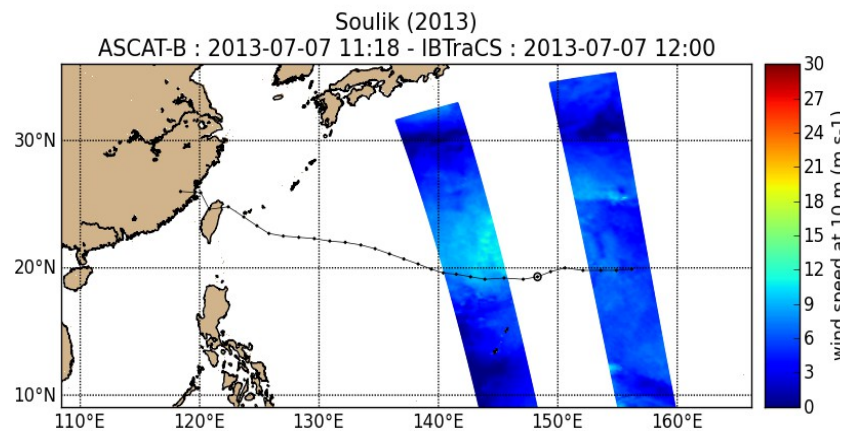 Soulik (2013)
ASCAT-B : 2013-07-07 11:18 - IBTraCS : 2013-07-07 12:00
30°N
20°N
10°N
110°E 120°E 130°E 140°E 150°E 160°E
30
27
24
21
18
15
12
9
6
3
0
wind speed at 10 m (m s-1)